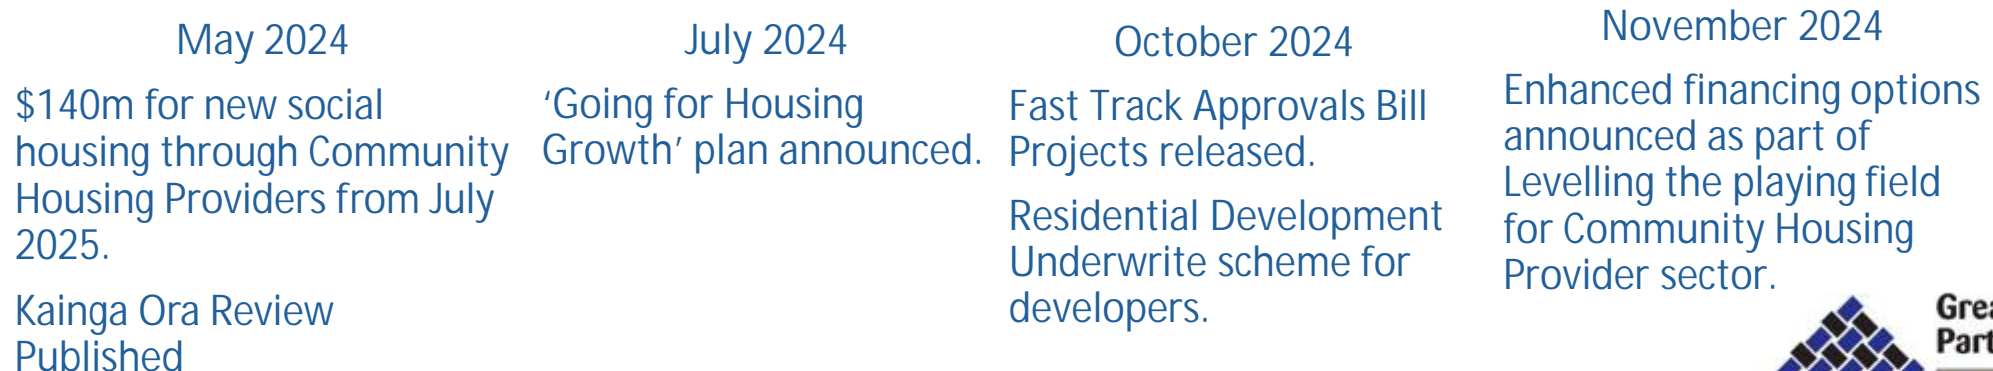 May 2024
$140m for new social
housing through Community
Housing Providers from July
2025.
Kainga Ora Review
Published
July 2024
‘Going for Housing
Growth’ plan announced.
October 2024
Fast Track Approvals Bill
Projects released.
Residential Development
Underwrite scheme for
developers.
November 2024
Enhanced financing options
announced as part of
Levelling the playing field
for Community Housing
Provider sector.